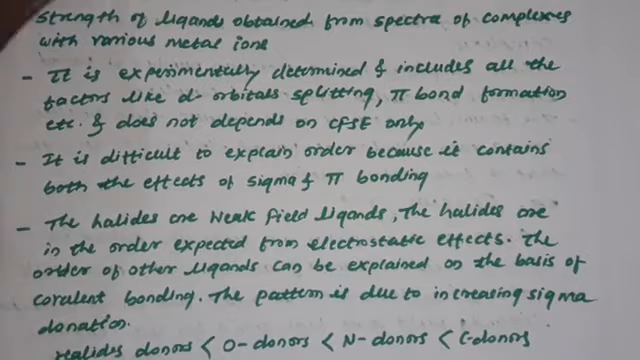 strength of ligands obtained from spectra of complexes
with various metal ions
- It is experimentally determined & includes all the
factors like d- orbitals splitting, π bond formation
etc. & does not depends on CFSE only
- It is difficult to explain order because it contains
both the effects of sigma & π bonding
- The halides are Weak field ligands, The halides are
in the order expected from electrostatic effects. The
order of other ligands can be explained on the basis of
covalent bonding. The pattern is due to increasing sigma
donation.
Halides donors < O- donors < N- donors < C-donors